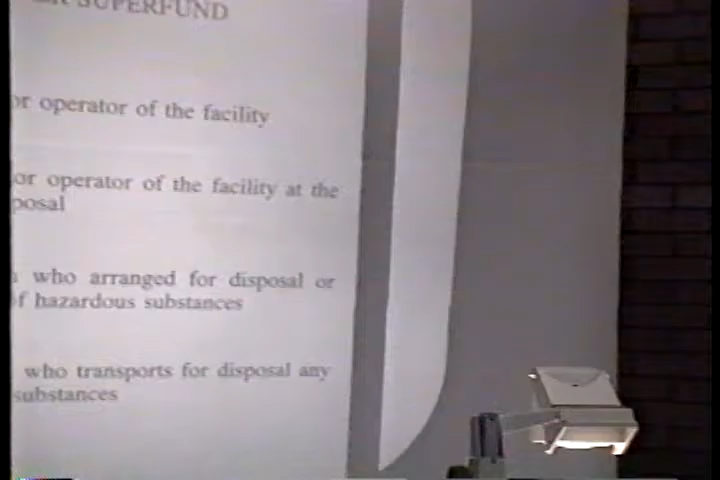 SUPERFUND
or operator of the facility
or operator of the facility at the
posal
who arranged for disposal or
f hazardous substances
who transports for disposal any
substances